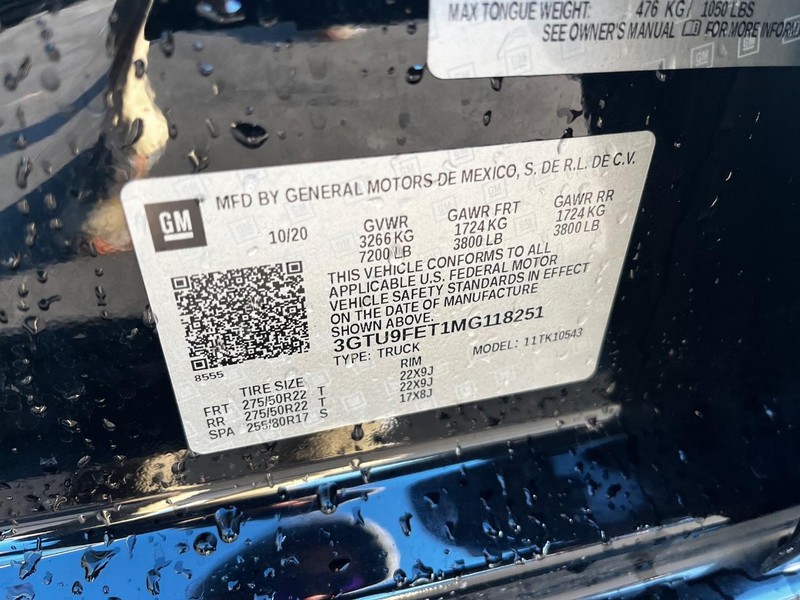 MAX TONGUE WEIGHT: 476 KG/ 1050 LBS
SEE OWNER'S MANUAL FOR MORE INFORM
GM
MFD BY GENERAL MOTORS DE MEXICO, S. DE R.L. DE C.V.
10/20 GVWR GAWR FRT GAWR RR
3266 KG 1724 KG 1724 KG
7200 LB 3800 LB 3800 LB
THIS VEHICLE CONFORMS TO ALL
APPLICABLE U.S. FEDERAL MOTOR
VEHICLE SAFETY STANDARDS IN EFFECT
ON THE DATE OF MANUFACTURE
SHOWN ABOVE.
3GTU9FET1MG118251
TYPE: TRUCK MODEL: 11TK10543
8555
TIRE SIZE RIM
FRT 275/50R22 T 22X9J
RR 275/50R22 T 22X9J
SPA 255/80R17 S 17X8J